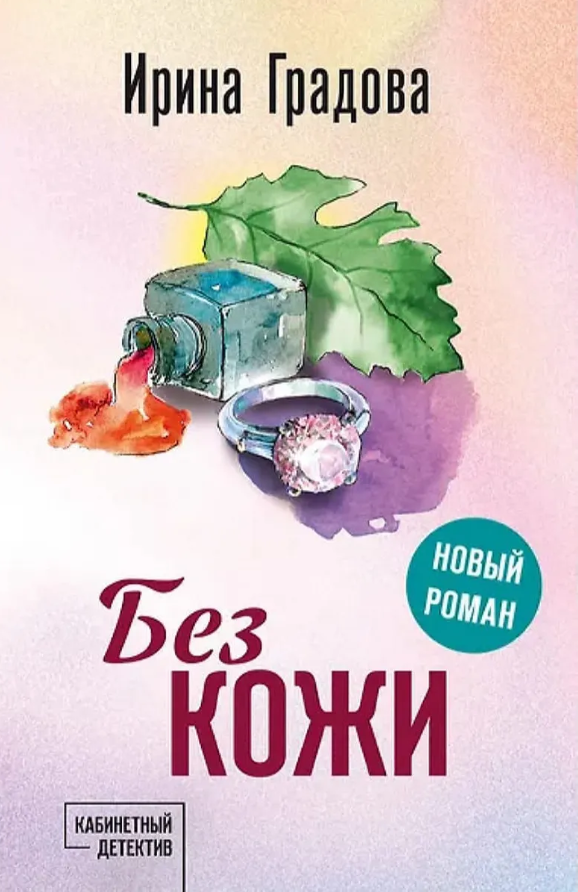 Ирина Градова
НОВЫЙ
РОМАН
Без
КОЖИ
КАБИНЕТНЫЙ
ДЕТЕКТИВ